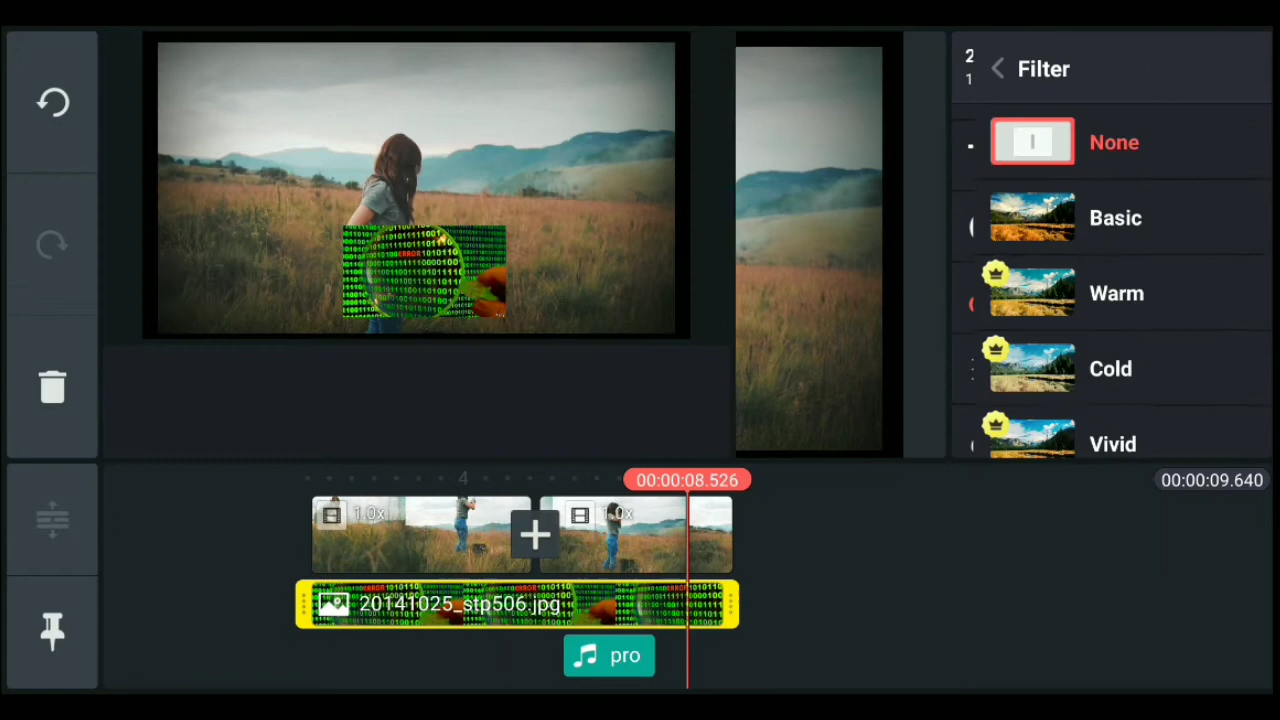 2
1
Filter
None
Basic
Warm
Cold
Vivid
ERROR
4
00:00:08.526
00:00:09.640
1.0x
1.0x
20141025_stp506.jpg
pro